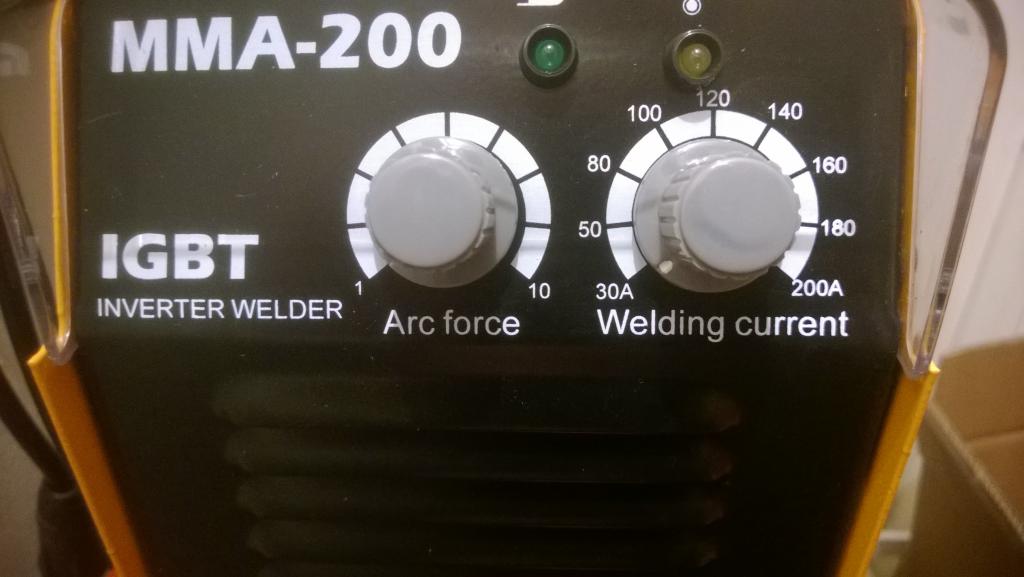 MMA-200
100 120 140
80 160
50 180
IGBT
1 10 30A 200A
INVERTER WELDER
Arc force Welding current